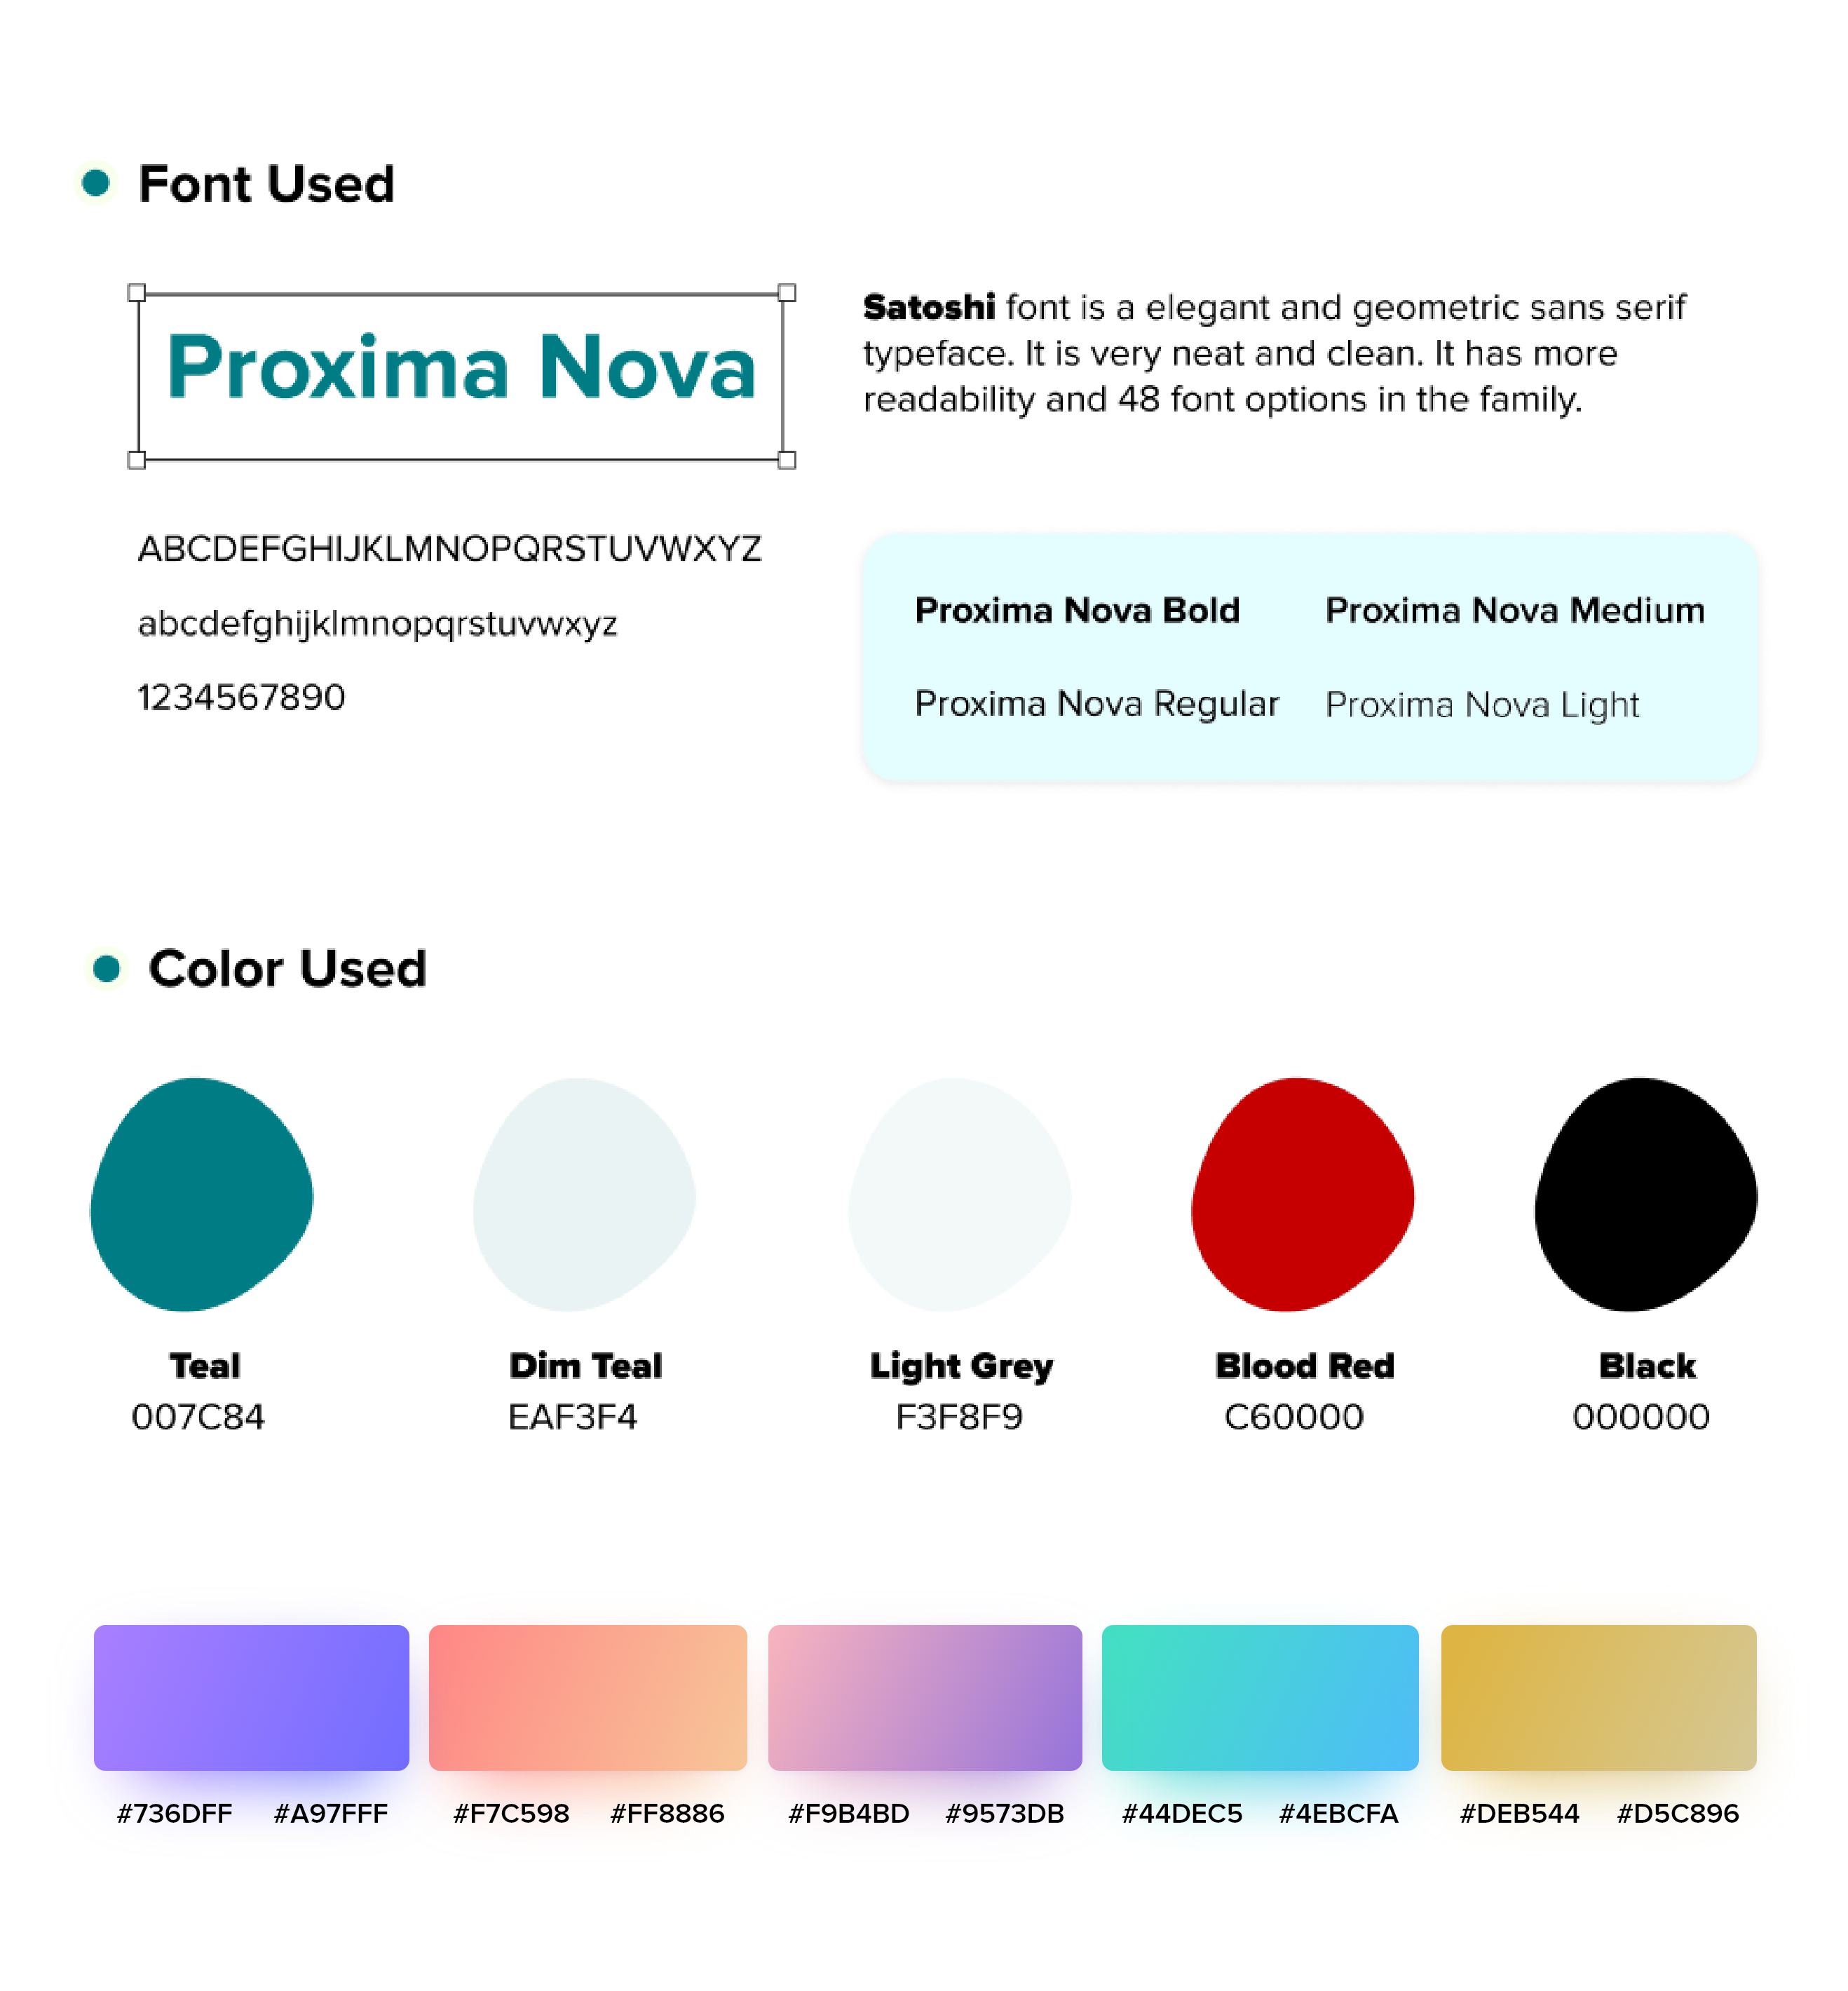 Font Used
Proxima Nova
Satoshi font is a elegant and geometric sans serif
typeface. It is very neat and clean. It has more
readability and 48 font options in the family.
ABCDEFGHIJKLMNOPQRSTUVWXYZ
abcdefghijklmnopqrstuvwxyz
1234567890
Proxima Nova Bold
Proxima Nova Medium
Proxima Nova Regular
Proxima Nova Light
Color Used
Teal
007C84
Dim Teal
EAF3F4
Light Grey
F3F8F9
Blood Red
C60000
Black
000000
#736DFF #A97FFF
#F7C598 #FF8886
#F9B4BD #9573DB
#44DEC5 #4EBCFA
#DEB544 #D5C896